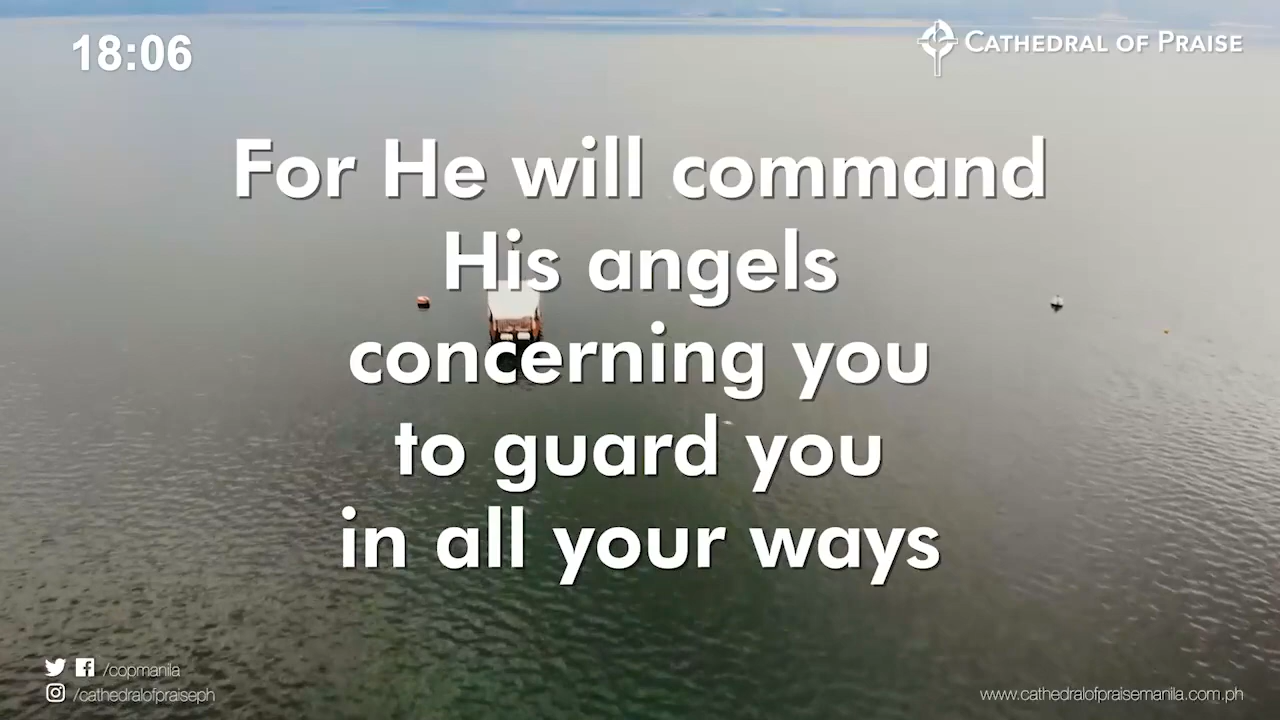 18:06
CATHEDRAL OF PRAISE
For He will command
His angels
concerning you
to guard you
in all your ways
/copmanila
/cathedralofpraiseph
www.cathedralofpraisemanila.com.ph